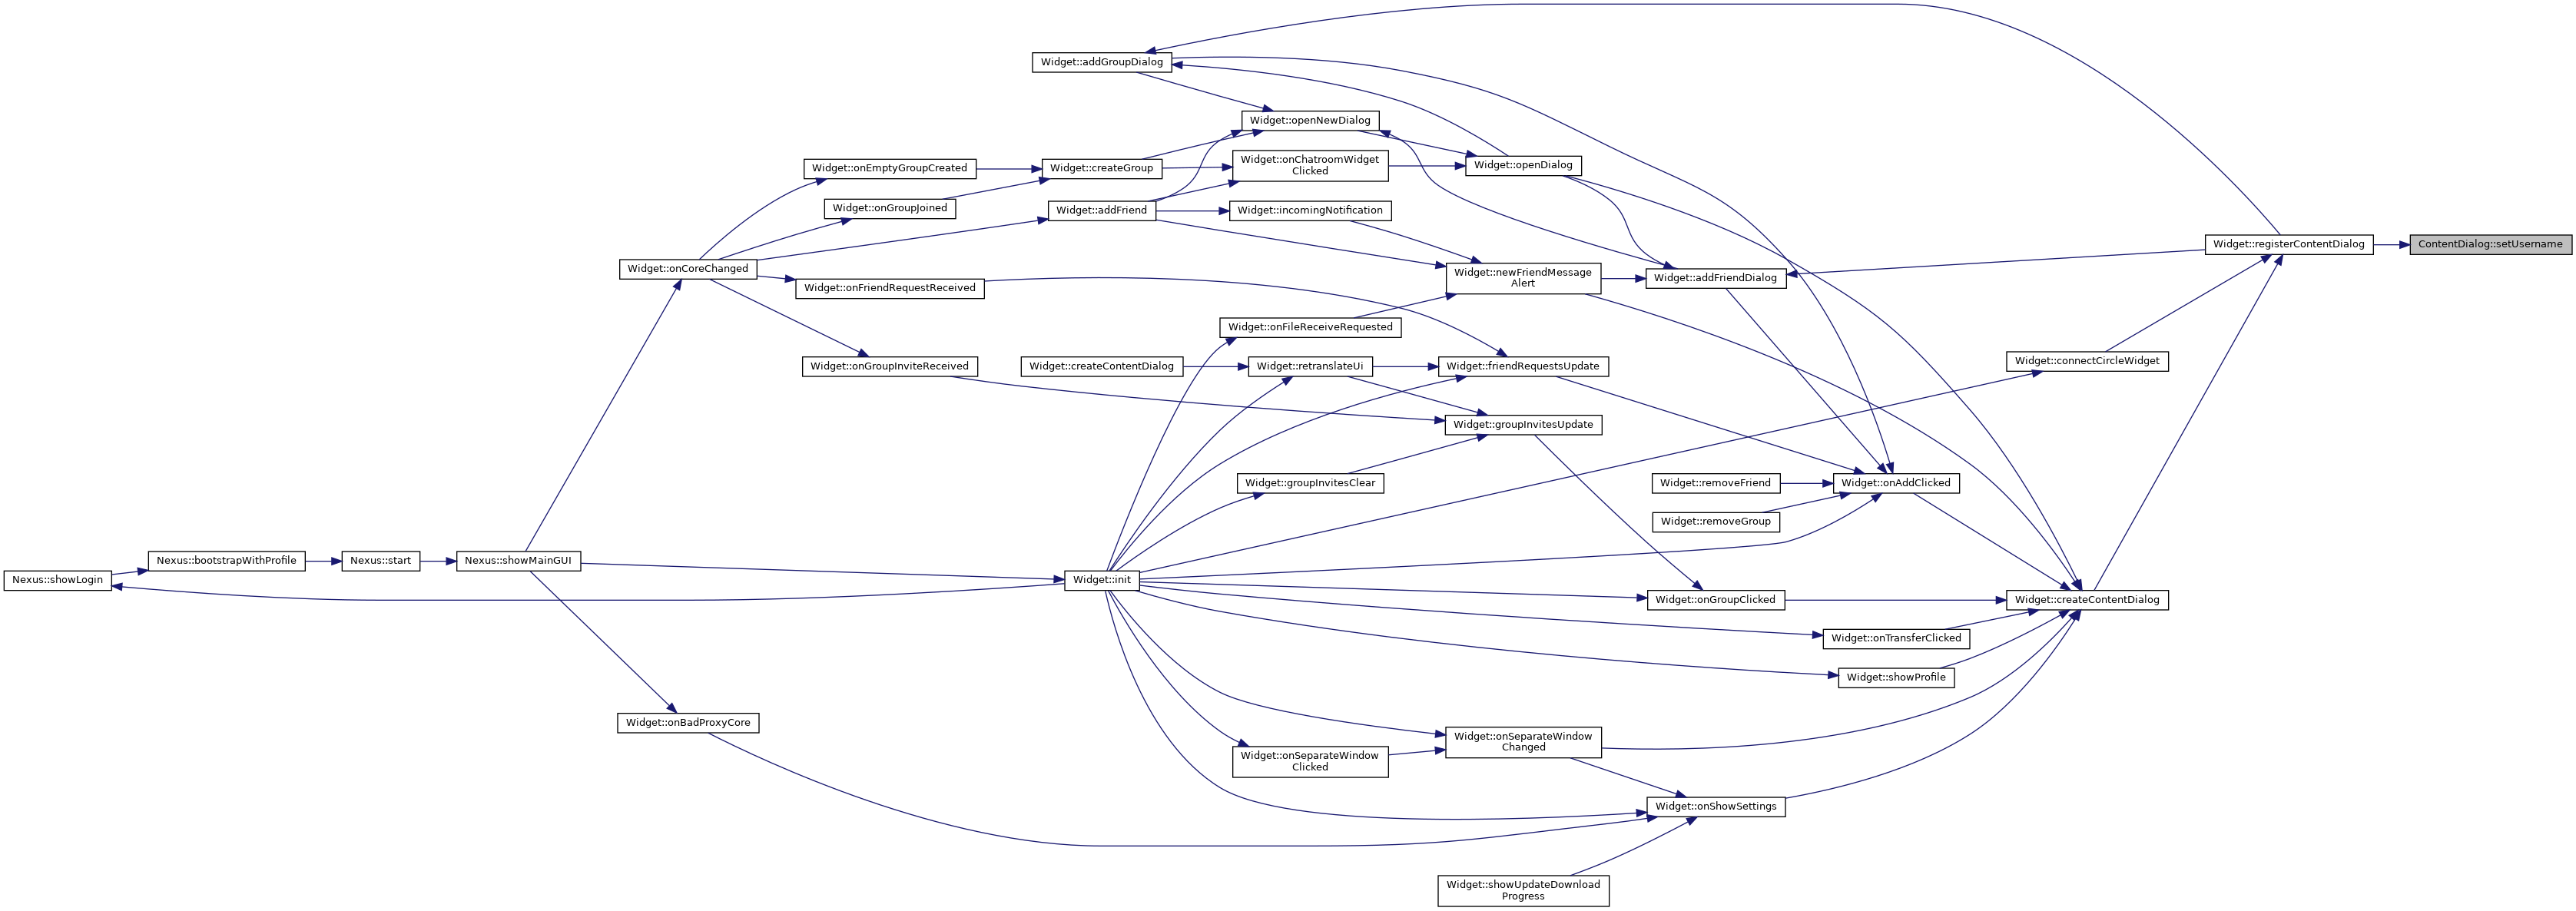 Widget::addGroupDialog
Widget::openNewDialog
Widget::onChatroomWidget
Clicked
Widget::openDialog
Widget::onEmptyGroupCreated
Widget::createGroup
Widget::onGroupJoined
Widget::addFriend
Widget::incomingNotification
Widget::registerContentDialog
ContentDialog::setUsername
Widget::onCoreChanged
Widget::newFriendMessage
Alert
Widget::addFriendDialog
Widget::onFriendRequestReceived
Widget::onFileReceiveRequested
Widget::connectCircleWidget
Widget::onGroupInviteReceived
Widget::createContentDialog
Widget::retranslateUi
Widget::friendRequestsUpdate
Widget::groupInvitesUpdate
Widget::groupInvitesClear
Widget::removeFriend
Widget::onAddClicked
Widget::removeGroup
Nexus::showLogin
Nexus::bootstrapWithProfile
Nexus::start
Nexus::showMainGUI
Widget::init
Widget::onGroupClicked
Widget::createContentDialog
Widget::onTransferClicked
Widget::showProfile
Widget::onBadProxyCore
Widget::onSeparateWindow
Changed
Widget::onSeparateWindow
Clicked
Widget::onShowSettings
Widget::showUpdateDownload
Progress